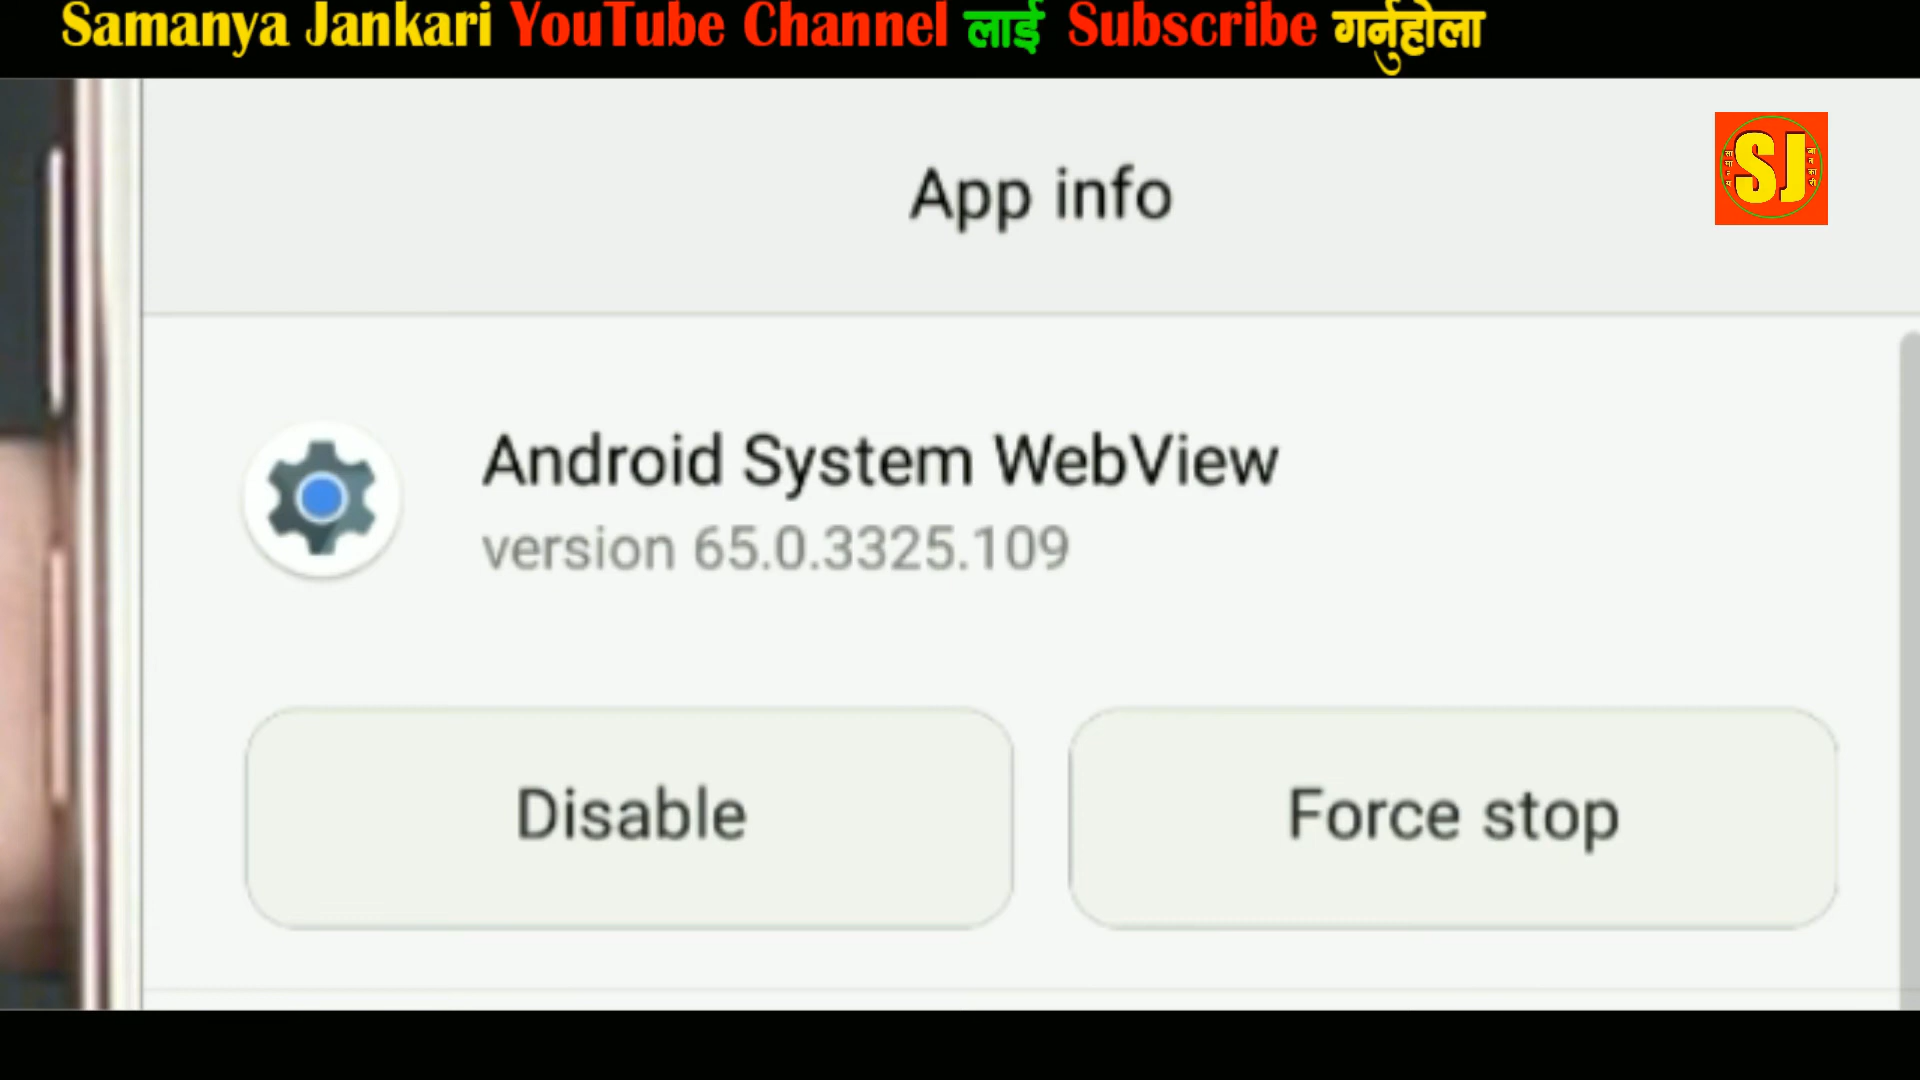 Samanya Jankari YouTube Channel लाई Subscribe गर्नुहोला
SJ
सामान्य
जानकारी
App info
Android System WebView
version 65.0.3325.109
Disable
Force stop